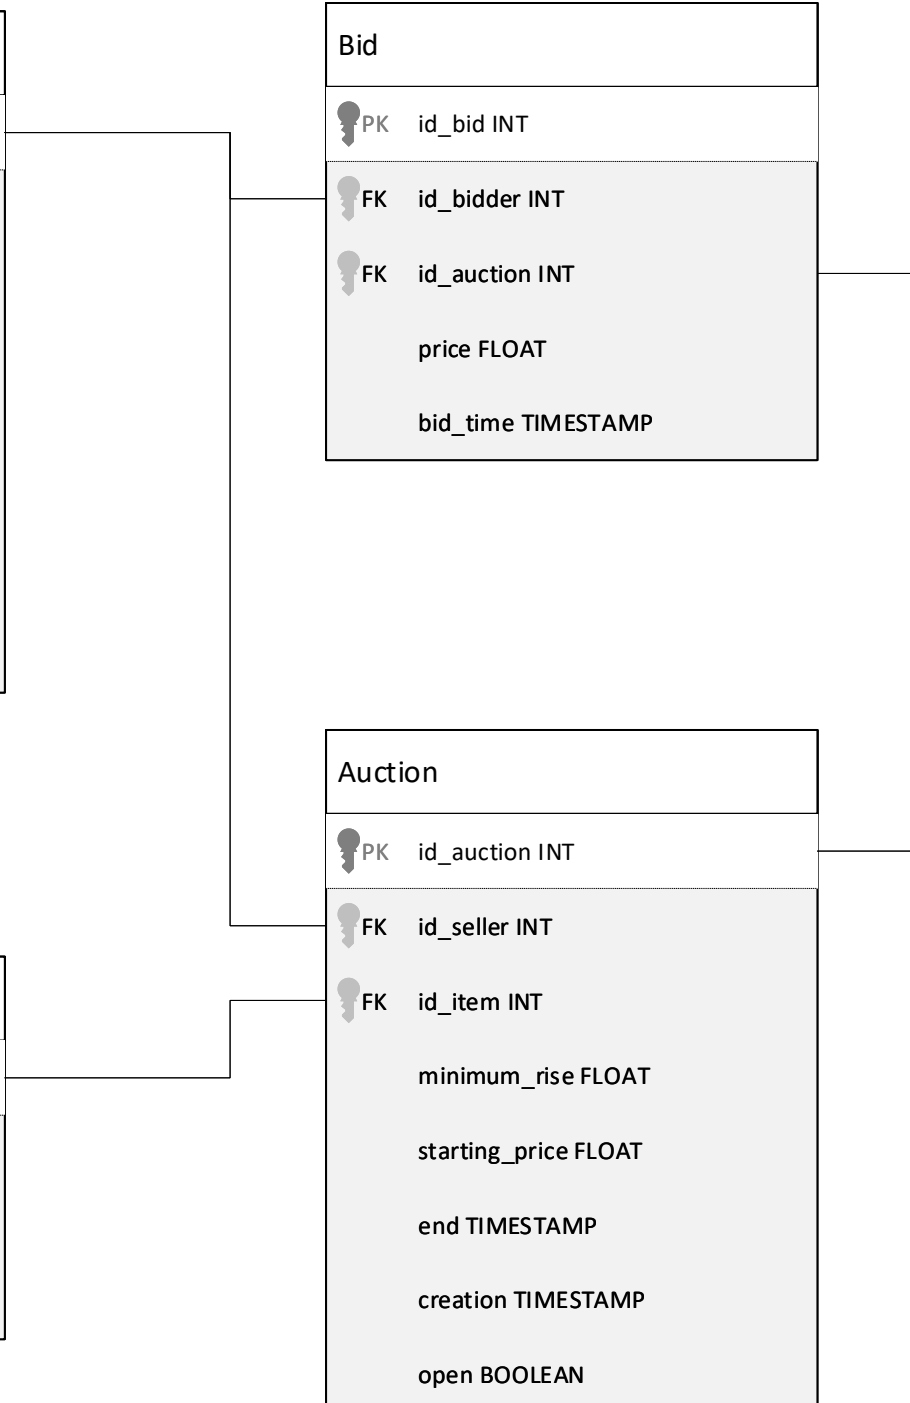 Bid
PK id_bid INT
FK id_bidder INT
FK id_auction INT
price FLOAT
bid_time TIMESTAMP
Auction
PK id_auction INT
FK id_seller INT
FK id_item INT
minimum_rise FLOAT
starting_price FLOAT
end TIMESTAMP
creation TIMESTAMP
open BOOLEAN